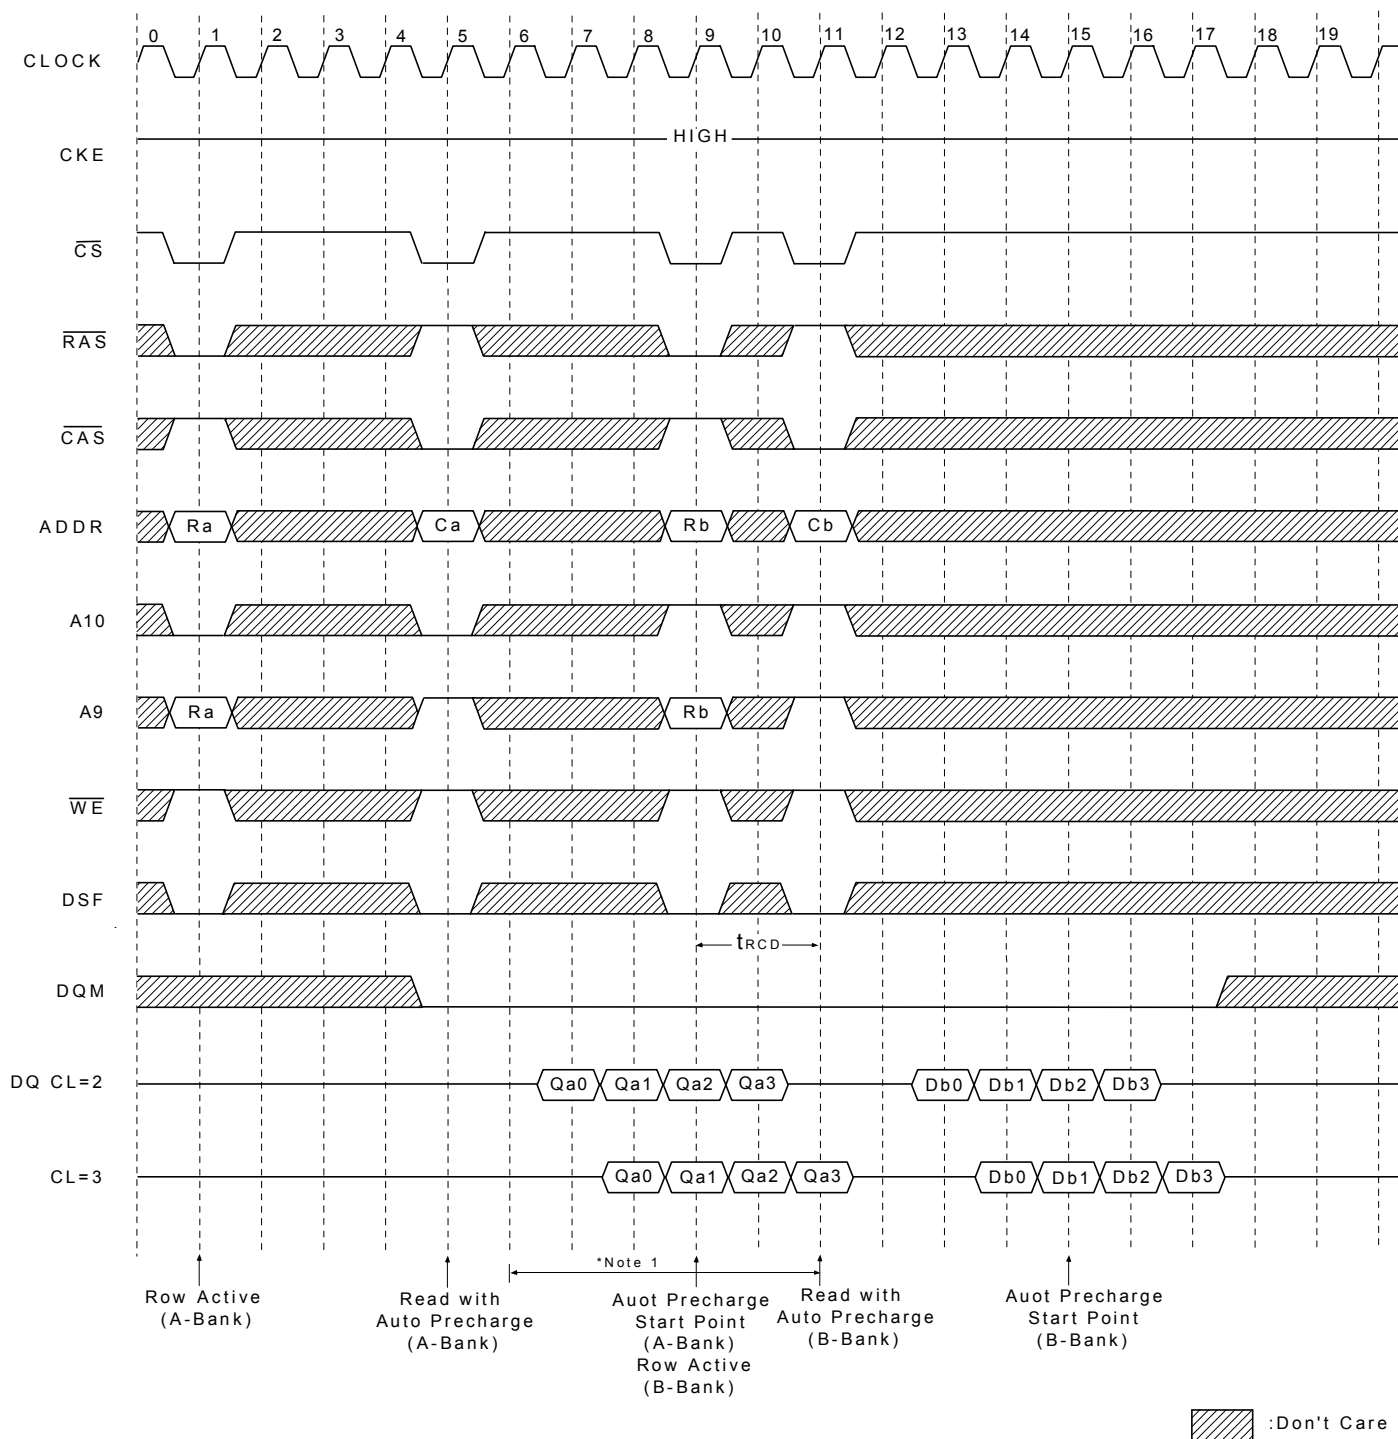 0 1 2 3 4 5 6 7 8 9 10 11 12 13 14 15 16 17 18 19
CLOCK
HIGH
CKE
CS
RAS
CAS
ADDR Ra Ca Rb Cb
A10
A9 Ra Rb
WE
DSF
tRCD
DQM
DQ CL=2 Qa0 Qa1 Qa2 Qa3 Db0 Db1 Db2 Db3
CL=3 Qa0 Qa1 Qa2 Qa3 Db0 Db1 Db2 Db3
*Note 1
Row Active
(A-Bank)
Read with
Auto Precharge
(A-Bank)
Auot Precharge
Start Point
(A-Bank)
Row Active
(B-Bank)
Read with
Auto Precharge
(B-Bank)
Auot Precharge
Start Point
(B-Bank)
:Don't Care